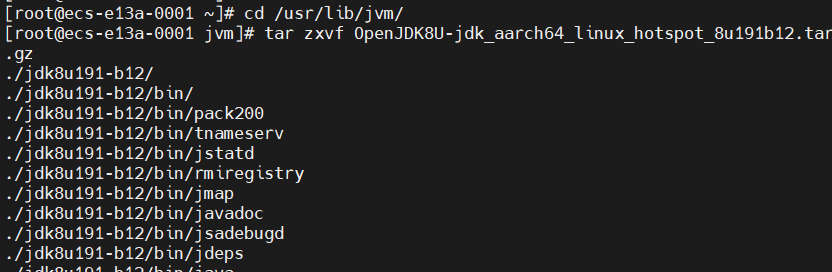 [root@ecs-e13a-0001 ~]# cd /usr/lib/jvm/
[root@ecs-e13a-0001 jvm]# tar zxvf OpenJDK8U-jdk_aarch64_linux_hotspot_8u191b12.tar
.gz
./jdk8u191-b12/
./jdk8u191-b12/bin/
./jdk8u191-b12/bin/pack200
./jdk8u191-b12/bin/tnameserv
./jdk8u191-b12/bin/jstatd
./jdk8u191-b12/bin/rmiregistry
./jdk8u191-b12/bin/jmap
./jdk8u191-b12/bin/javadoc
./jdk8u191-b12/bin/jsadebugd
./jdk8u191-b12/bin/jdeps
./jdk8u191-b12/bin/java